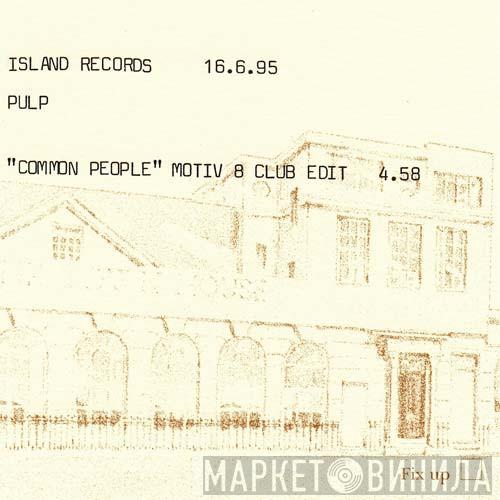 ISLAND RECORDS 16.6.95
PULP
"COMMON PEOPLE" MOTIV 8 CLUB EDIT 4.58
Fix up
МАРКЕТ ВИНИЛА